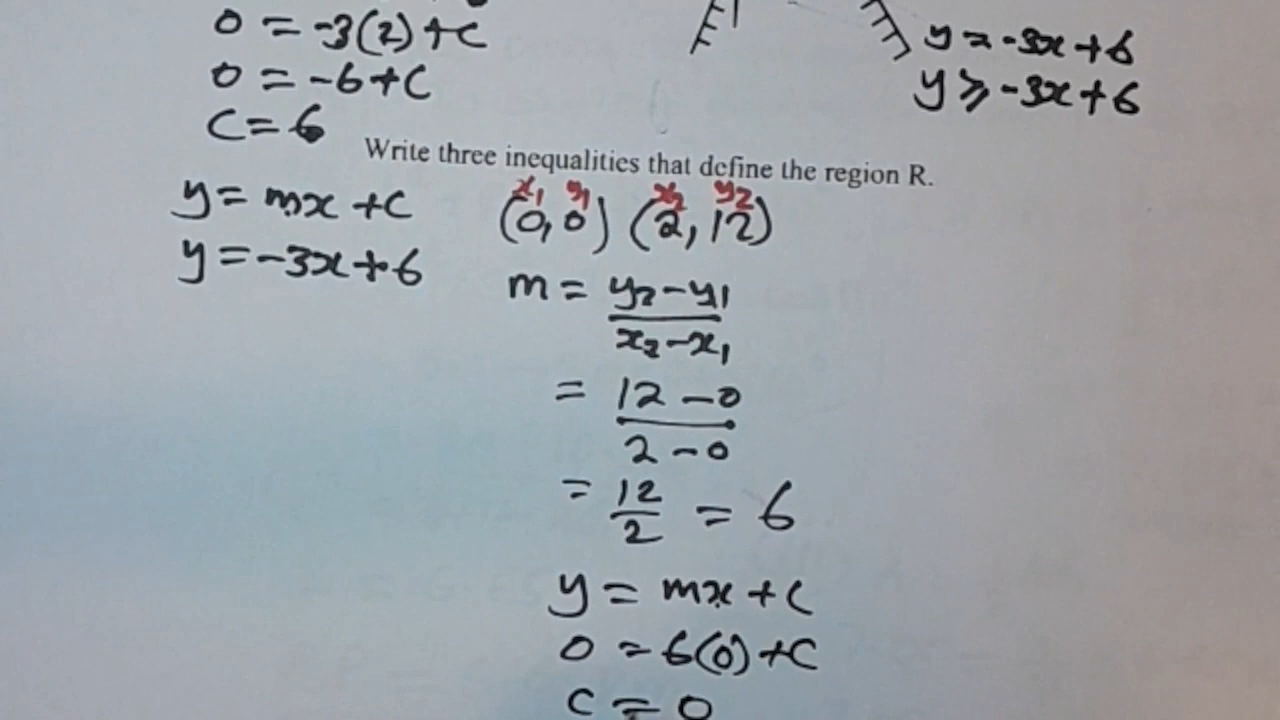 0 = -3(2)+C
0 = -6+C
C = 6
y = -3x + 6
y ⩾ -3x + 6
Write three inequalities that define the region R.
y = mx + C
y = -3x + 6
x₁ y₁ x₂ y₂
(0, 0) (2, 12)
m = y₂-y₁
x₂-x₁
= 12 - 0
2 - 0
= 12/2 = 6
y = mx + C
0 = 6(0) + C
C = 0